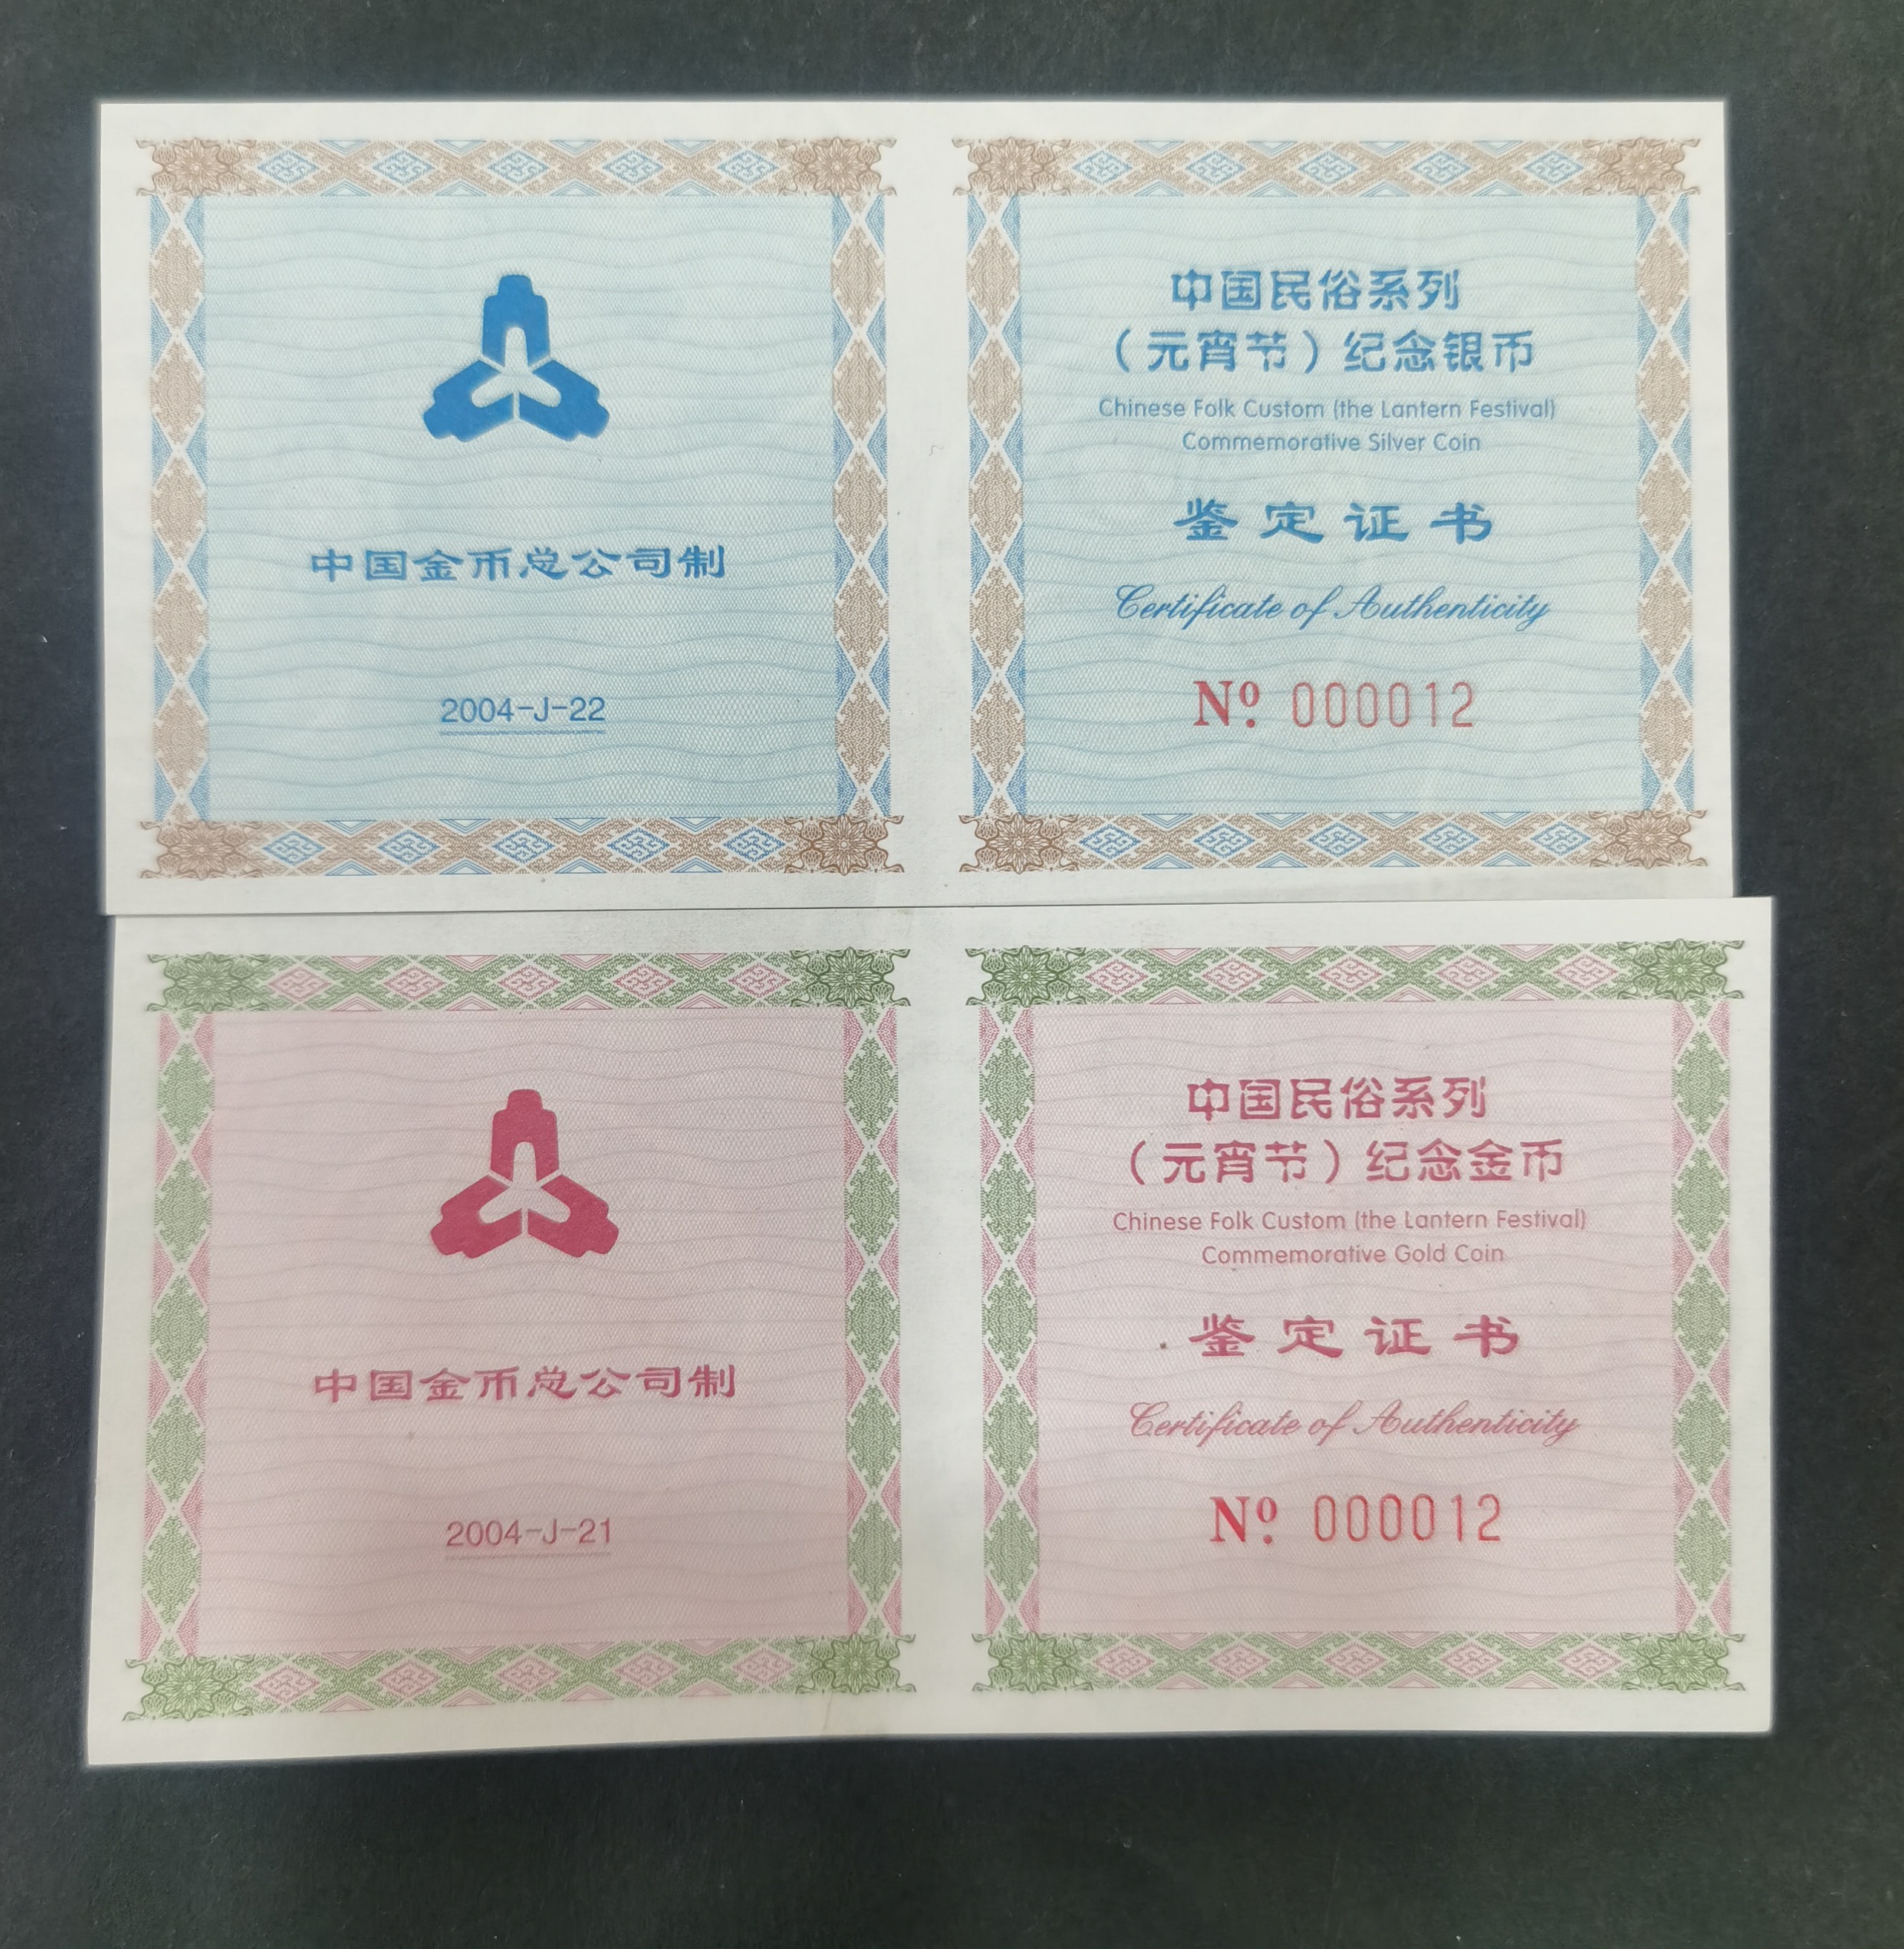 中国金币总公司制
2004-J-22
中国民俗系列
（元宵节）纪念银币
Chinese Folk Custom (the Lantern Festival)
Commemorative Silver Coin
鉴定证书
Certificate of Authenticity
Nº. 000012
中国金币总公司制
2004-J-21
中国民俗系列
（元宵节）纪念金币
Chinese Folk Custom (the Lantern Festival)
Commemorative Gold Coin
鉴定证书
Certificate of Authenticity
Nº. 000012